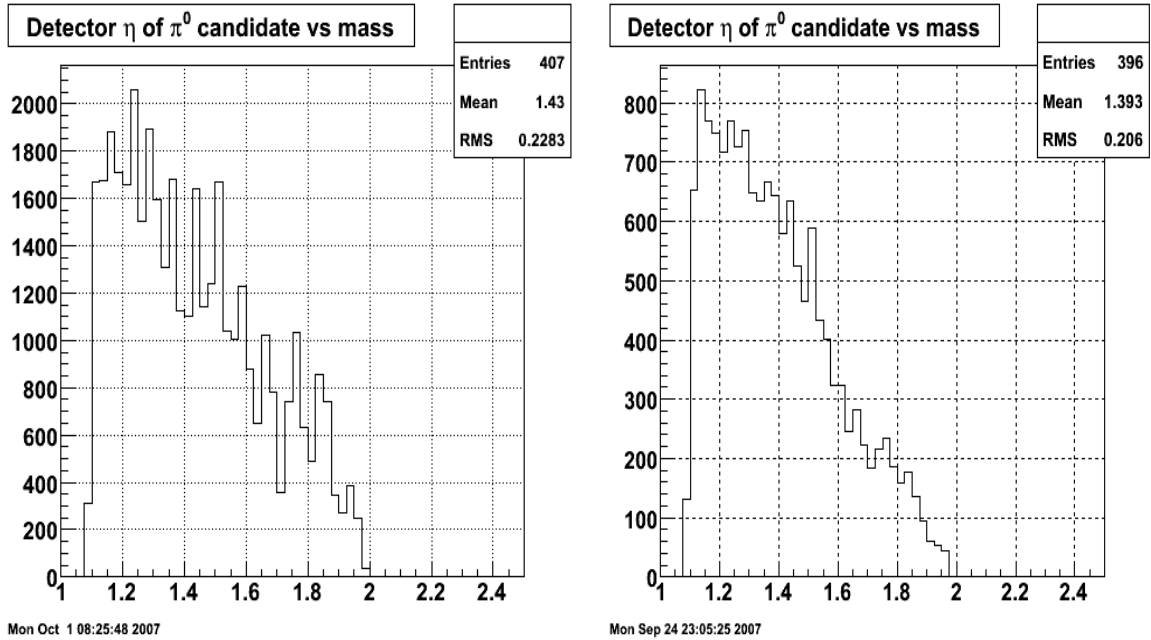 Detector η of π⁰ candidate vs mass
Entries 407
Mean 1.43
RMS 0.2283
2000
1800
1600
1400
1200
1000
800
600
400
200
0
1 1.2 1.4 1.6 1.8 2 2.2 2.4
Mon Oct 1 08:25:48 2007
Detector η of π⁰ candidate vs mass
Entries 396
Mean 1.393
RMS 0.206
800
700
600
500
400
300
200
100
0
1 1.2 1.4 1.6 1.8 2 2.2 2.4
Mon Sep 24 23:05:25 2007